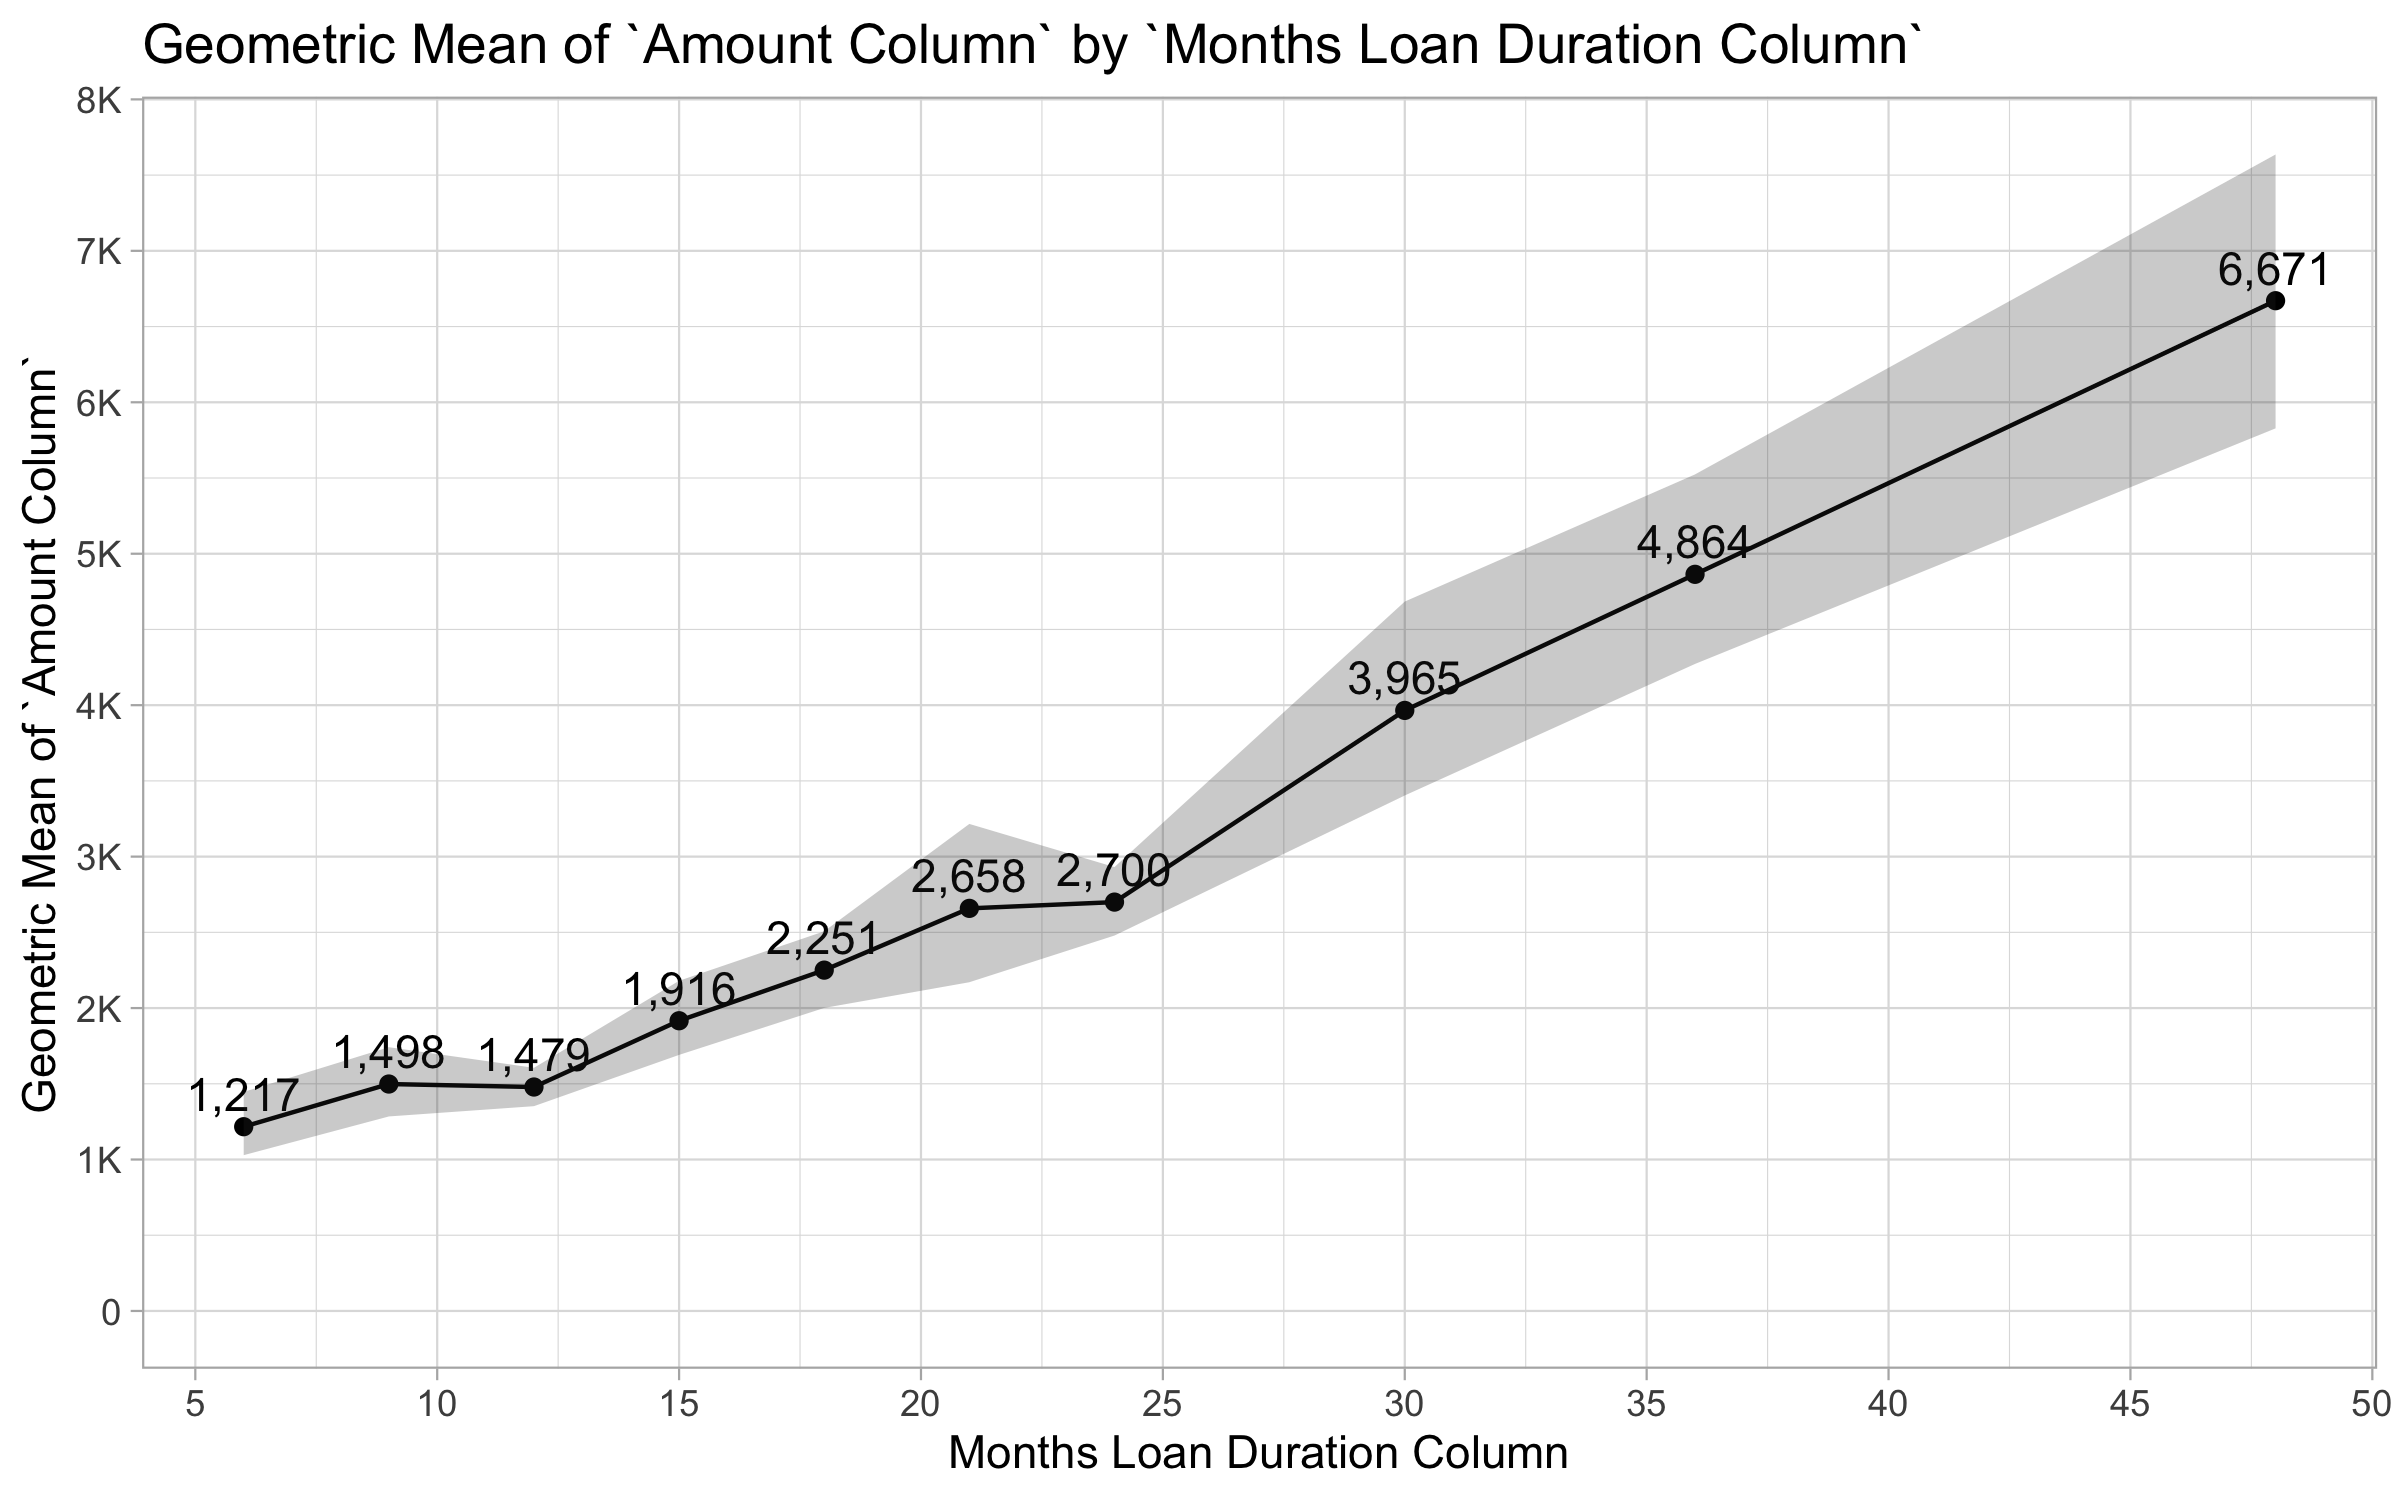 Geometric Mean of `Amount Column` by `Months Loan Duration Column`
Geometric Mean of `Amount Column`
8K
7K
6K
5K
4K
3K
2K
1K
0
1,217
1,498
1,479
1,916
2,251
2,658
2,700
3,965
4,864
6,671
5 10 15 20 25 30 35 40 45 50
Months Loan Duration Column